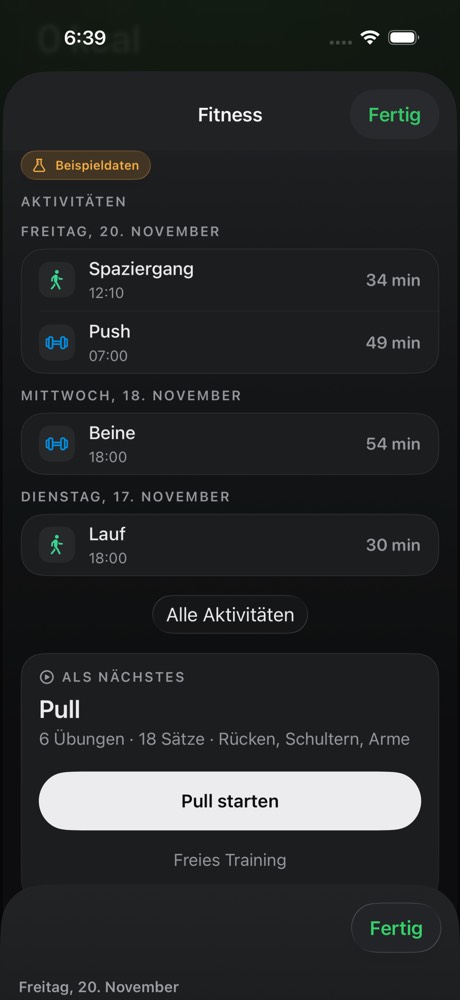 6:39
Fitness
Fertig
Beispieldaten
AKTIVITÄTEN
FREITAG, 20. NOVEMBER
Spaziergang
12:10
34 min
Push
07:00
49 min
MITTWOCH, 18. NOVEMBER
Beine
18:00
54 min
DIENSTAG, 17. NOVEMBER
Lauf
18:00
30 min
Alle Aktivitäten
ALS NÄCHSTES
Pull
6 Übungen · 18 Sätze · Rücken, Schultern, Arme
Pull starten
Freies Training
Fertig
Freitag, 20. November